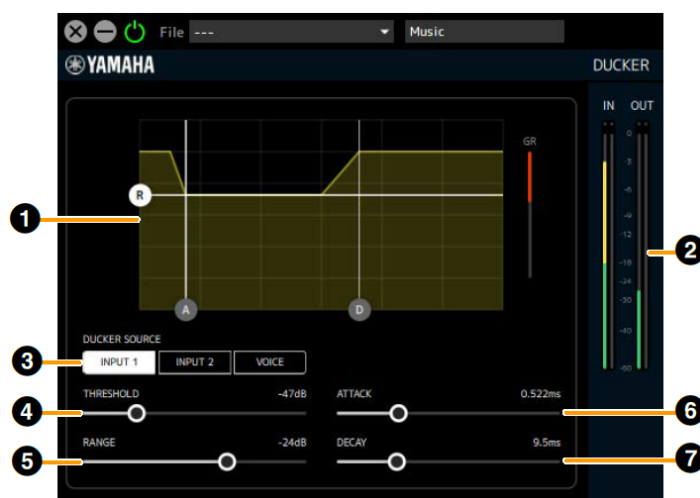 File --- Music
YAMAHA DUCKER
IN OUT
GR
0
-3
-6
-9
-12
-18
-24
-30
-40
-60
R
A D
1
2
DUCKER SOURCE
3 INPUT 1 INPUT 2 VOICE
4 THRESHOLD -47dB
ATTACK 0.522ms 6
5 RANGE -24dB
DECAY 9.5ms 7